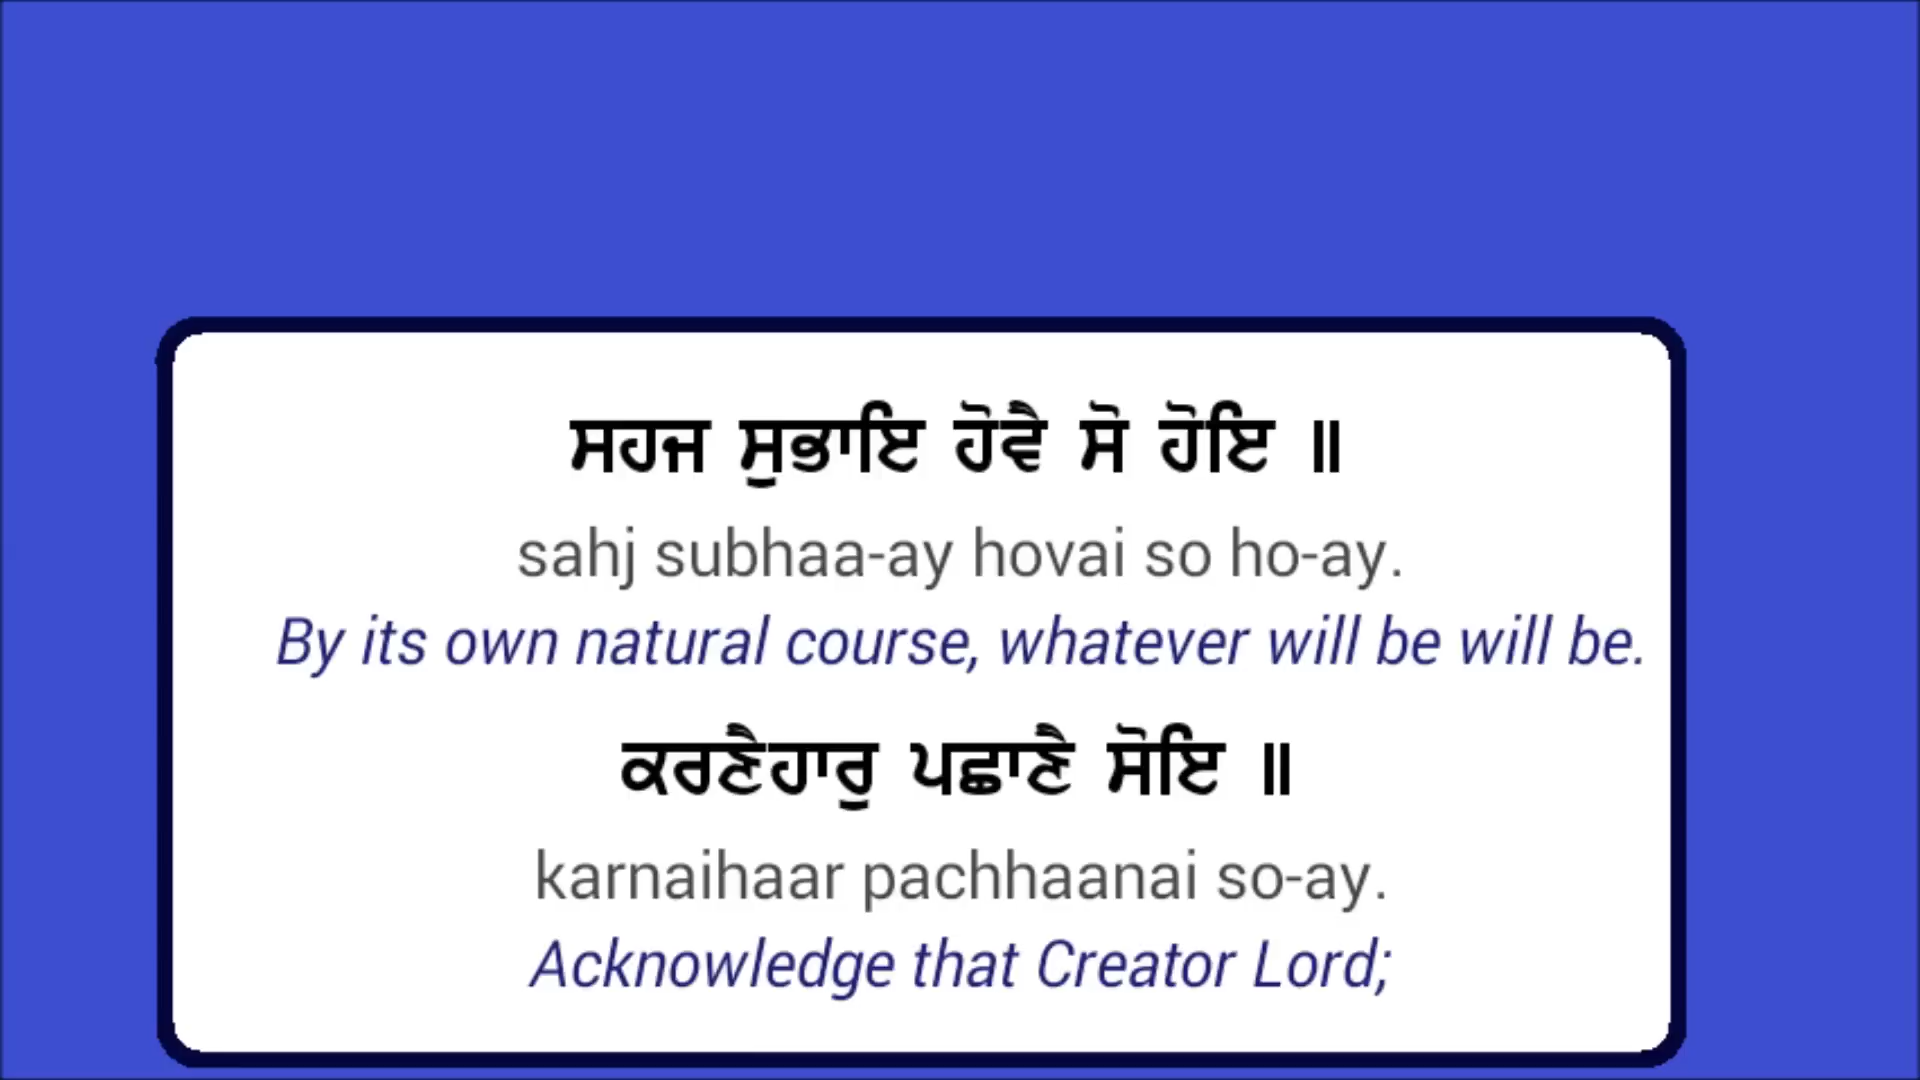 ਸਹਜ ਸੁਭਾਇ ਹੋਵੈ ਸੋ ਹੋਇ ॥
sahj subhaa-ay hovai so ho-ay.
By its own natural course, whatever will be will be.
ਕਰਣੈਹਾਰੁ ਪਛਾਣੈ ਸੋਇ ॥
karnaihaar pachhaanai so-ay.
Acknowledge that Creator Lord;